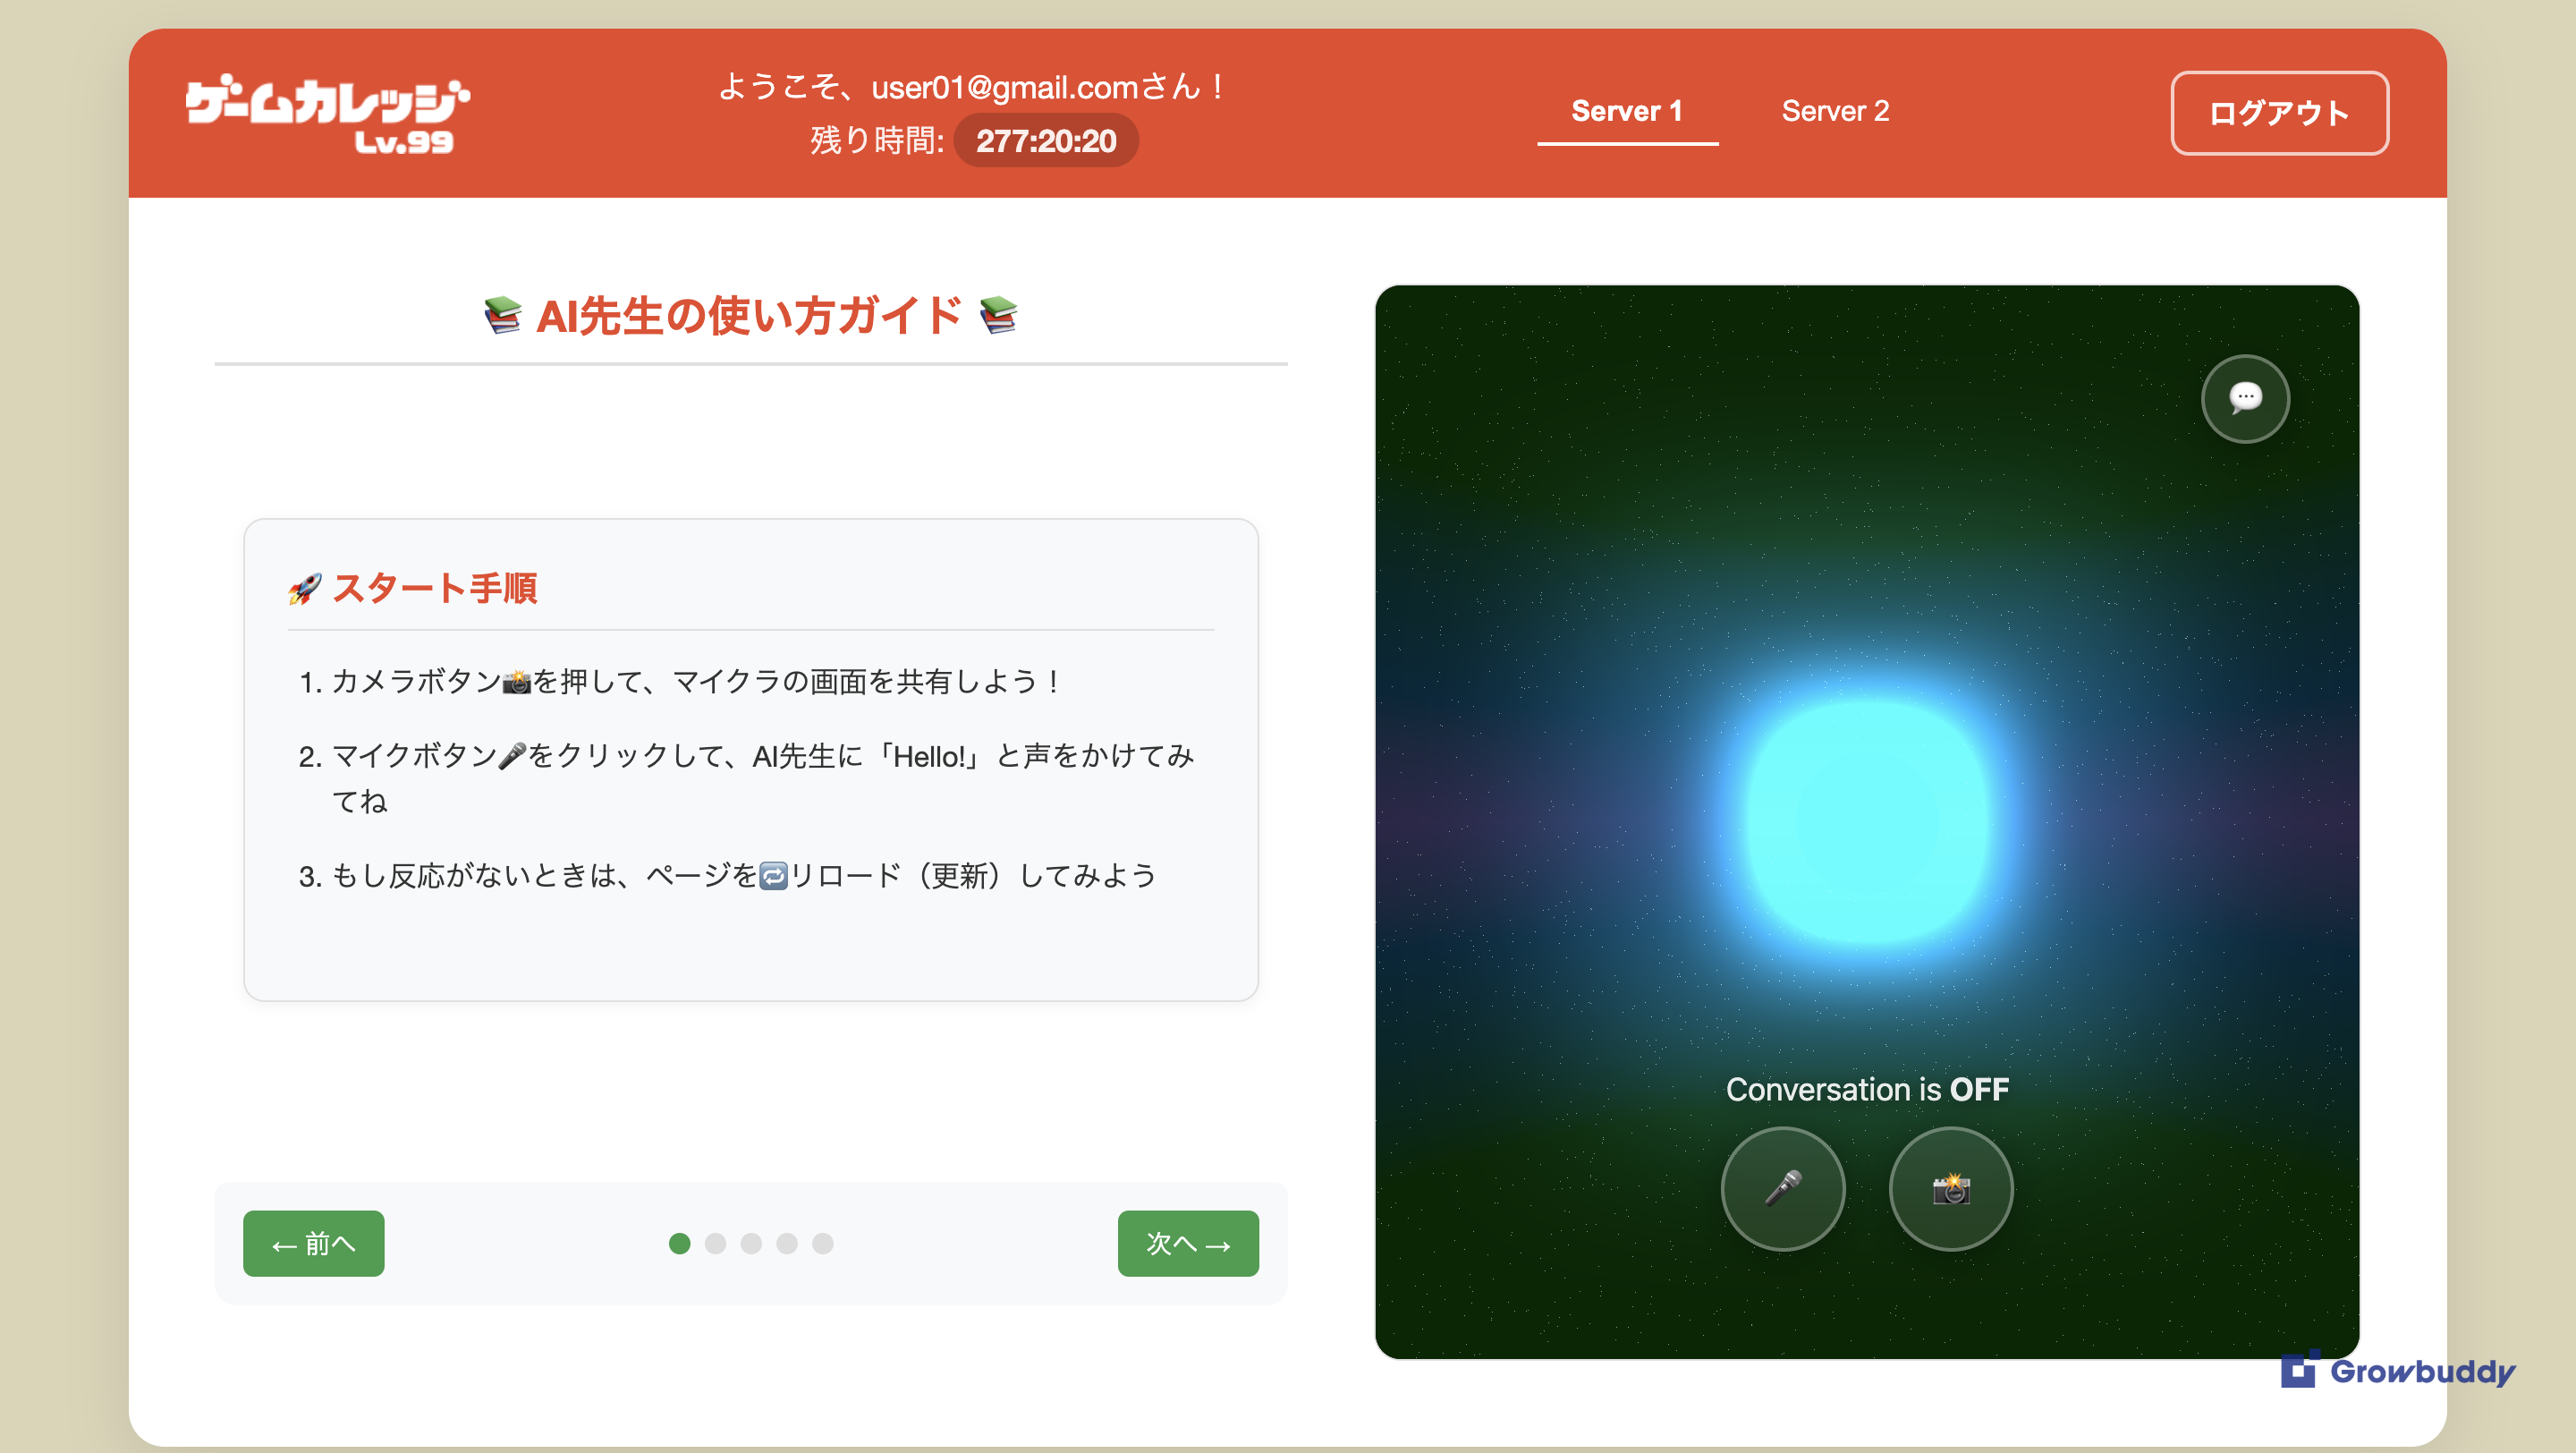 ゲームカレッジ
Lv.99
ようこそ、user01@gmail.comさん！
残り時間: 277:20:20
Server 1
Server 2
ログアウト
📚 AI先生の使い方ガイド 📚
🚀 スタート手順
1. カメラボタン📸を押して、マイクラの画面を共有しよう！
2. マイクボタン🎤をクリックして、AI先生に「Hello!」と声をかけてみ
てね
3. もし反応がないときは、ページを🔁リロード（更新）してみよう
← 前へ
次へ →
Conversation is OFF
Growbuddy